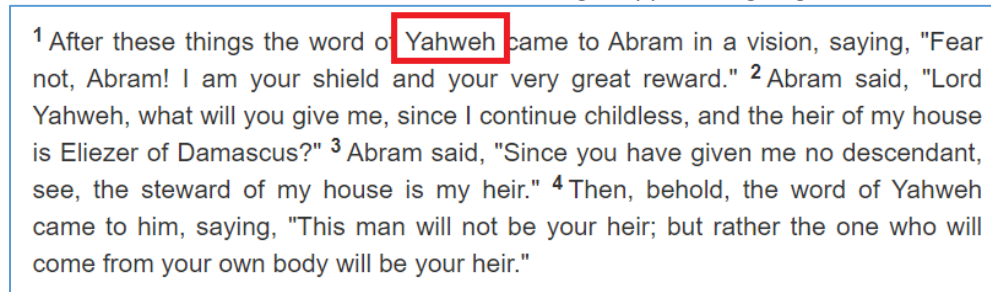 1 After these things the word of Yahweh came to Abram in a vision, saying, "Fear
not, Abram! I am your shield and your very great reward." 2 Abram said, "Lord
Yahweh, what will you give me, since I continue childless, and the heir of my house
is Eliezer of Damascus?" 3 Abram said, "Since you have given me no descendant,
see, the steward of my house is my heir." 4 Then, behold, the word of Yahweh
came to him, saying, "This man will not be your heir; but rather the one who will
come from your own body will be your heir."